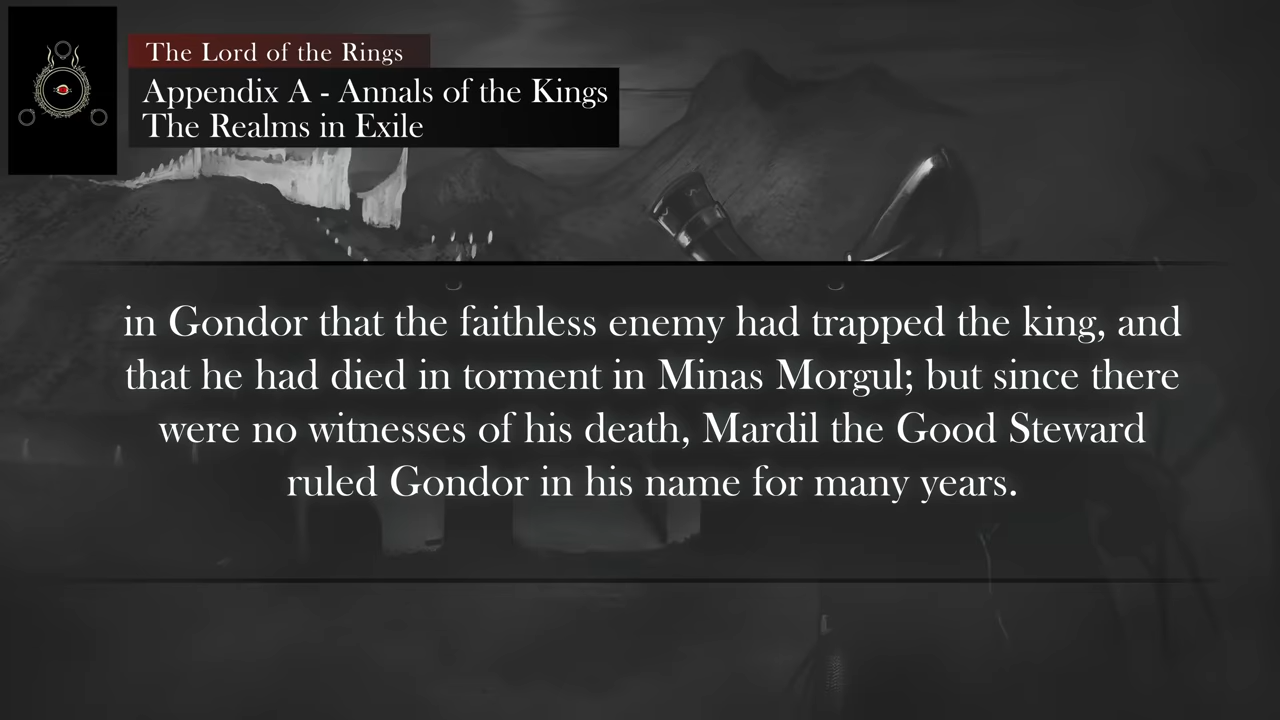 The Lord of the Rings
Appendix A - Annals of the Kings
The Realms in Exile
in Gondor that the faithless enemy had trapped the king, and
that he had died in torment in Minas Morgul; but since there
were no witnesses of his death, Mardil the Good Steward
ruled Gondor in his name for many years.